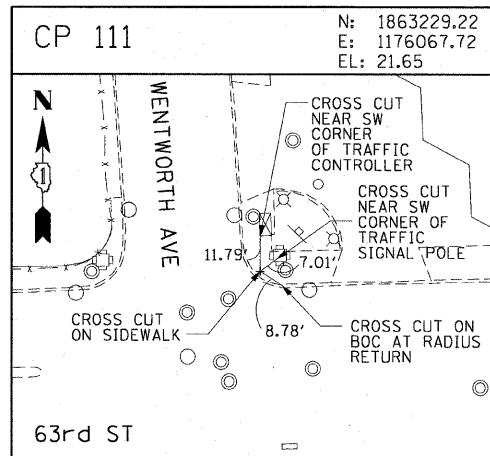 CP 111
N: 1863229.22
E: 1176067.72
EL: 21.65
N
1
WENTWORTH AVE
CROSS CUT
NEAR SW
CORNER
OF TRAFFIC
CONTROLLER
CROSS CUT
NEAR SW
CORNER OF
TRAFFIC
SIGNAL POLE
11.79'
7.01'
CROSS CUT
ON SIDEWALK
8.78'
CROSS CUT ON
BOC AT RADIUS
RETURN
63rd ST